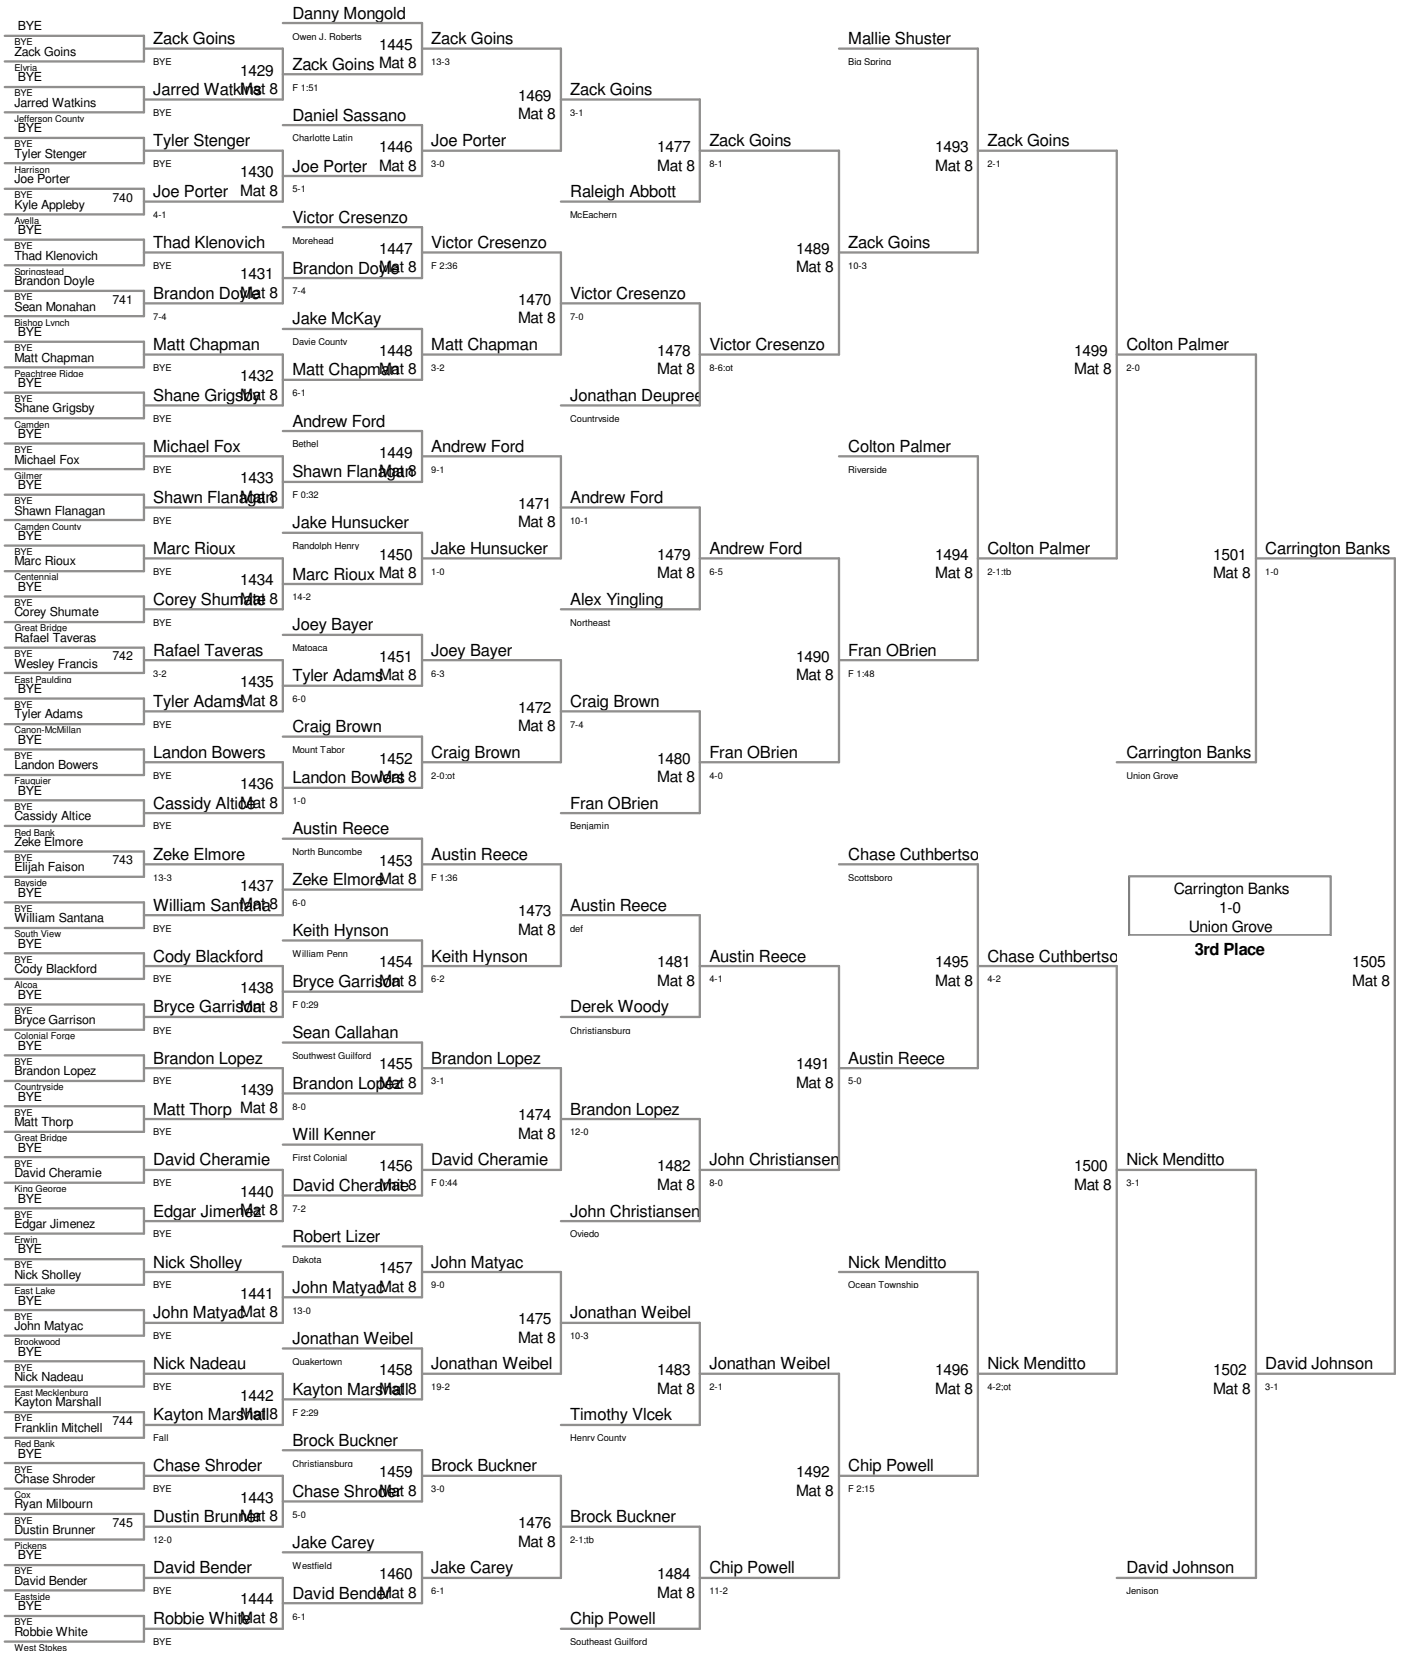 BYE
BYE
Zack Goins
Elyria
BYE
BYE
Jarred Watkins
Jefferson County
BYE
BYE
Tyler Stenger
Harrison
Joe Porter
BYE
Kyle Appleby
740
Avella
BYE
BYE
Thad Klenovich
Springstead
Brandon Doyle
BYE
Sean Monahan
741
Bishop Lynch
BYE
BYE
Matt Chapman
Peachtree Ridge
BYE
BYE
Shane Grigsby
Camden
BYE
BYE
Michael Fox
Gilmer
BYE
BYE
Shawn Flanagan
Camden County
BYE
BYE
Marc Rioux
Centennial
BYE
BYE
Corey Shumate
Great Bridge
Rafael Taveras
BYE
Wesley Francis
742
East Paulding
BYE
BYE
Tyler Adams
Canon-McMillan
BYE
BYE
Landon Bowers
Fauquier
BYE
BYE
Cassidy Altice
Red Bank
Zeke Elmore
BYE
Elijah Faison
743
Bayside
BYE
BYE
William Santana
South View
BYE
BYE
Cody Blackford
Alcoa
BYE
BYE
Bryce Garrison
Colonial Forge
BYE
BYE
Brandon Lopez
Countryside
BYE
BYE
Matt Thorp
Great Bridge
BYE
BYE
David Cheramie
King George
BYE
BYE
Edgar Jimenez
Erwin
BYE
BYE
Nick Sholley
East Lake
BYE
BYE
John Matyac
Brookwood
BYE
BYE
Nick Nadeau
East Mecklenburg
Kayton Marshall
BYE
Franklin Mitchell
744
Red Bank
BYE
BYE
Chase Shroder
Cox
Ryan Milbourn
BYE
Dustin Brunner
745
Pickens
BYE
BYE
David Bender
Eastside
BYE
BYE
Robbie White
West Stokes
Zack Goins
BYE
1429
Mat 8
Jarred Watkins
BYE
Tyler Stenger
BYE
1430
Mat 8
Joe Porter
4-1
Thad Klenovich
BYE
1431
Mat 8
Brandon Doyle
7-4
Matt Chapman
BYE
1432
Mat 8
Shane Grigsby
BYE
Michael Fox
BYE
1433
Mat 8
Shawn Flanagan
BYE
Marc Rioux
BYE
1434
Mat 8
Corey Shumate
BYE
Rafael Taveras
3-2
1435
Mat 8
Tyler Adams
BYE
Landon Bowers
BYE
1436
Mat 8
Cassidy Altice
BYE
Zeke Elmore
13-3
1437
Mat 8
William Santana
BYE
Cody Blackford
BYE
1438
Mat 8
Bryce Garrison
BYE
Brandon Lopez
BYE
1439
Mat 8
Matt Thorp
BYE
David Cheramie
BYE
1440
Mat 8
Edgar Jimenez
BYE
Nick Sholley
BYE
1441
Mat 8
John Matyac
BYE
Nick Nadeau
BYE
1442
Mat 8
Kayton Marshall
Fall
Chase Shroder
BYE
1443
Mat 8
Dustin Brunner
12-0
David Bender
BYE
1444
Mat 8
Robbie White
BYE
Danny Mongold
Owen J. Roberts
1445
Mat 8
Zack Goins
F 1:51
Daniel Sassano
Charlotte Latin
1446
Mat 8
Joe Porter
5-1
Victor Cresenzo
Morehead
1447
Mat 8
Brandon Doyle
7-4
Jake McKay
Davie County
1448
Mat 8
Matt Chapman
6-1
Andrew Ford
Bethel
1449
Mat 8
Shawn Flanagan
F 0:32
Jake Hunsucker
Randolph Henry
1450
Mat 8
Marc Rioux
14-2
Joey Bayer
Matoaca
1451
Mat 8
Tyler Adams
6-0
Craig Brown
Mount Tabor
1452
Mat 8
Landon Bowers
1-0
Austin Reece
North Buncombe
1453
Mat 8
Zeke Elmore
6-0
Keith Hynson
William Penn
1454
Mat 8
Bryce Garrison
F 0:29
Sean Callahan
Southwest Guilford
1455
Mat 8
Brandon Lopez
8-0
Will Kenner
First Colonial
1456
Mat 8
David Cheramie
7-2
Robert Lizer
Dakota
1457
Mat 8
John Matyac
13-0
Jonathan Weibel
Quakertown
1458
Mat 8
Kayton Marshall
F 2:29
Brock Buckner
Christiansburg
1459
Mat 8
Chase Shroder
5-0
Jake Carey
Westfield
1460
Mat 8
David Bender
6-1
Zack Goins
13-3
1469
Mat 8
Joe Porter
3-0
Victor Cresenzo
F 2:36
1470
Mat 8
Matt Chapman
3-2
Andrew Ford
9-1
1471
Mat 8
Jake Hunsucker
1-0
Joey Bayer
6-3
1472
Mat 8
Craig Brown
2-0:ot
Austin Reece
F 1:36
1473
Mat 8
Keith Hynson
6-2
Brandon Lopez
3-1
1474
Mat 8
David Cheramie
F 0:44
John Matyac
9-0
1475
Mat 8
Jonathan Weibel
19-2
Brock Buckner
3-0
1476
Mat 8
Jake Carey
6-1
Zack Goins
3-1
1477
Mat 8
Raleigh Abbott
McEachern
Victor Cresenzo
7-0
1478
Mat 8
Jonathan Deupree
Countryside
Andrew Ford
10-1
1479
Mat 8
Alex Yingling
Northeast
Craig Brown
7-4
1480
Mat 8
Fran OBrien
Benjamin
Austin Reece
def
1481
Mat 8
Derek Woody
Christiansburg
Brandon Lopez
12-0
1482
Mat 8
John Christiansen
Oviedo
Jonathan Weibel
10-3
1483
Mat 8
Timothy Vlcek
Henry County
Brock Buckner
2-1;tb
1484
Mat 8
Chip Powell
Southeast Guilford
Zack Goins
8-1
1489
Mat 8
Victor Cresenzo
8-6:ot
Andrew Ford
6-5
1490
Mat 8
Fran OBrien
4-0
Austin Reece
4-1
1491
Mat 8
John Christiansen
8-0
Jonathan Weibel
2-1
1492
Mat 8
Chip Powell
11-2
Mallie Shuster
Big Spring
1493
Mat 8
Zack Goins
10-3
Colton Palmer
Riverside
1494
Mat 8
Fran OBrien
F 1:48
Chase Cuthbertso
Scottsboro
1495
Mat 8
Austin Reece
5-0
Nick Menditto
Ocean Township
1496
Mat 8
Chip Powell
F 2:15
Zack Goins
2-1
1499
Mat 8
Colton Palmer
2-1:tb
Chase Cuthbertso
4-2
1500
Mat 8
Nick Menditto
4-2;ot
Colton Palmer
2-0
1501
Mat 8
Carrington Banks
Union Grove
Nick Menditto
3-1
1502
Mat 8
David Johnson
Jenison
Carrington Banks
1-0
1505
Mat 8
David Johnson
3-1
Carrington Banks
1-0
Union Grove
3rd Place